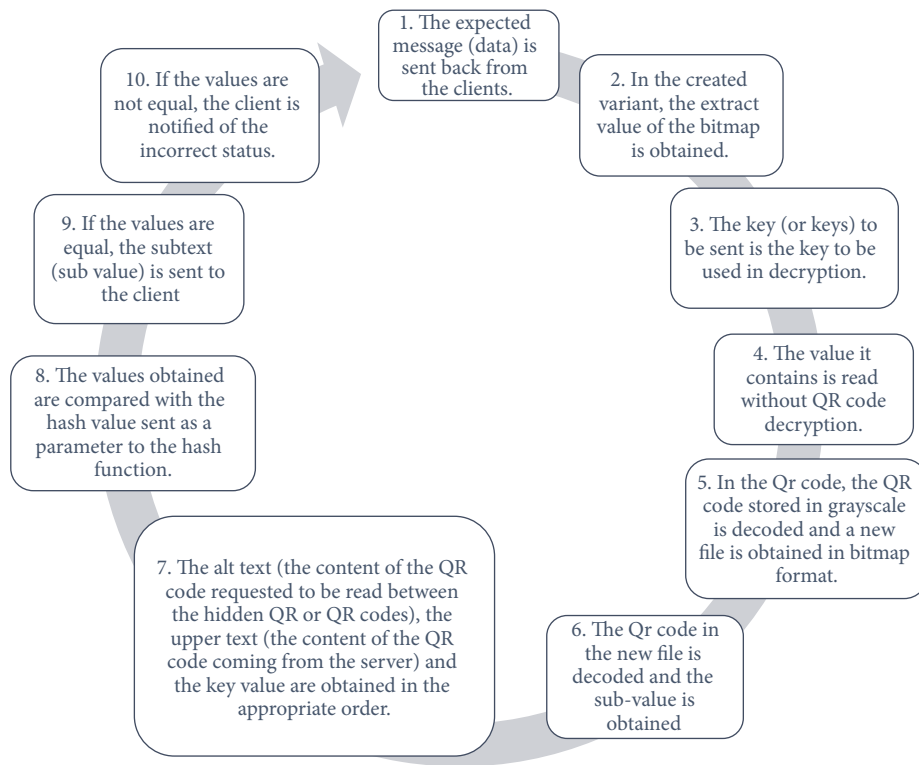 1. The expected
message (data) is
sent back from
the clients.
2. In the created
variant, the extract
value of the bitmap
is obtained.
3. The key (or keys) to
be sent is the key to be
used in decryption.
4. The value it
contains is read
without QR code
decryption.
5. In the Qr code, the QR
code stored in grayscale
is decoded and a new
file is obtained in bitmap
format.
6. The Qr code in
the new file is
decoded and the
sub-value is
obtained
7. The alt text (the content of the QR
code requested to be read between
the hidden QR or QR codes), the
upper text (the content of the QR
code coming from the server) and
the key value are obtained in the
appropriate order.
8. The values obtained
are compared with the
hash value sent as a
parameter to the hash
function.
9. If the values are
equal, the subtext
(sub value) is sent to
the client
10. If the values are
not equal, the client is
notified of the
incorrect status.